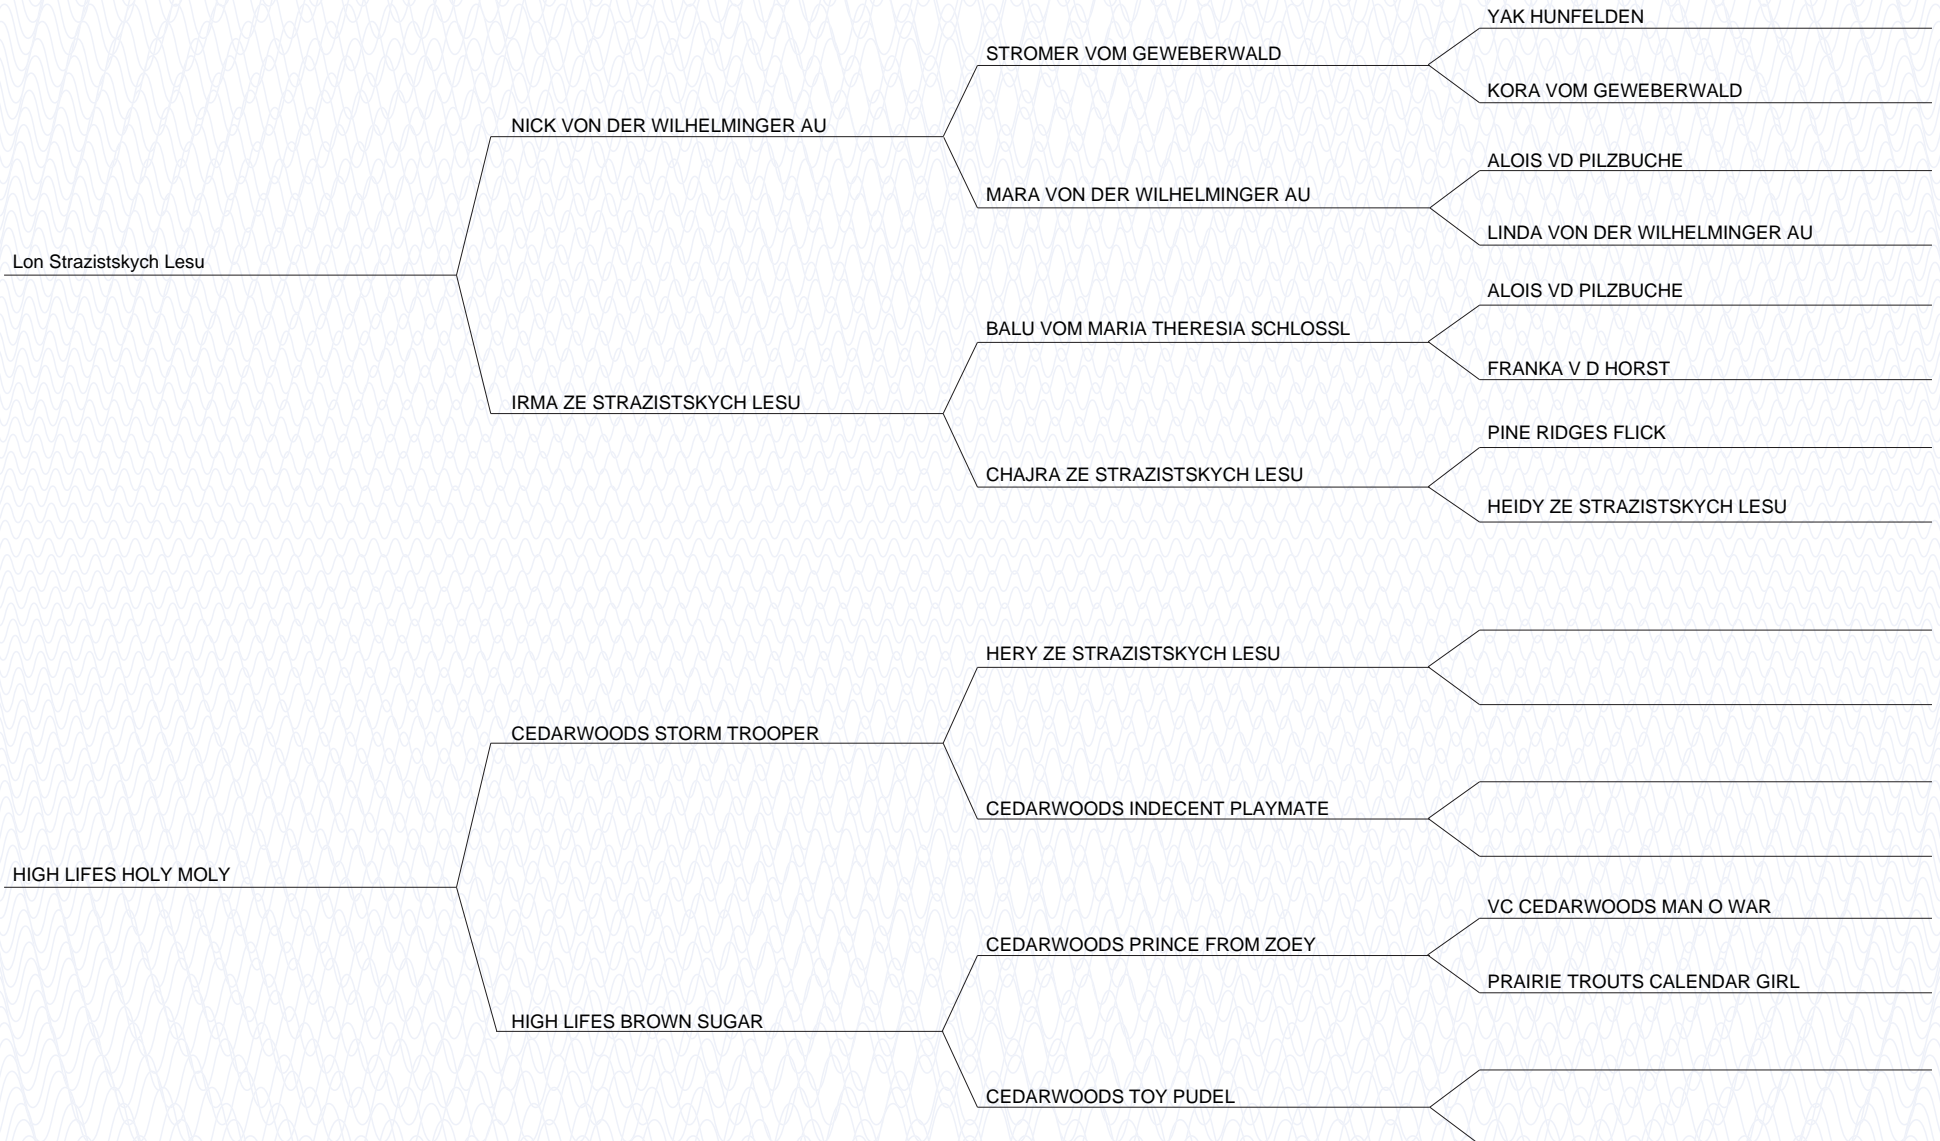 YAK HUNFELDEN
STROMER VOM GEWEBERWALD
KORA VOM GEWEBERWALD
NICK VON DER WILHELMINGER AU
ALOIS VD PILZBUCHE
MARA VON DER WILHELMINGER AU
LINDA VON DER WILHELMINGER AU
Lon Strazistskych Lesu
ALOIS VD PILZBUCHE
BALU VOM MARIA THERESIA SCHLOSSL
FRANKA V D HORST
IRMA ZE STRAZISTSKYCH LESU
PINE RIDGES FLICK
CHAJRA ZE STRAZISTSKYCH LESU
HEIDY ZE STRAZISTSKYCH LESU
HERY ZE STRAZISTSKYCH LESU
CEDARWOODS STORM TROOPER
CEDARWOODS INDECENT PLAYMATE
HIGH LIFES HOLY MOLY
VC CEDARWOODS MAN O WAR
CEDARWOODS PRINCE FROM ZOEY
PRAIRIE TROUTS CALENDAR GIRL
HIGH LIFES BROWN SUGAR
CEDARWOODS TOY PUDEL